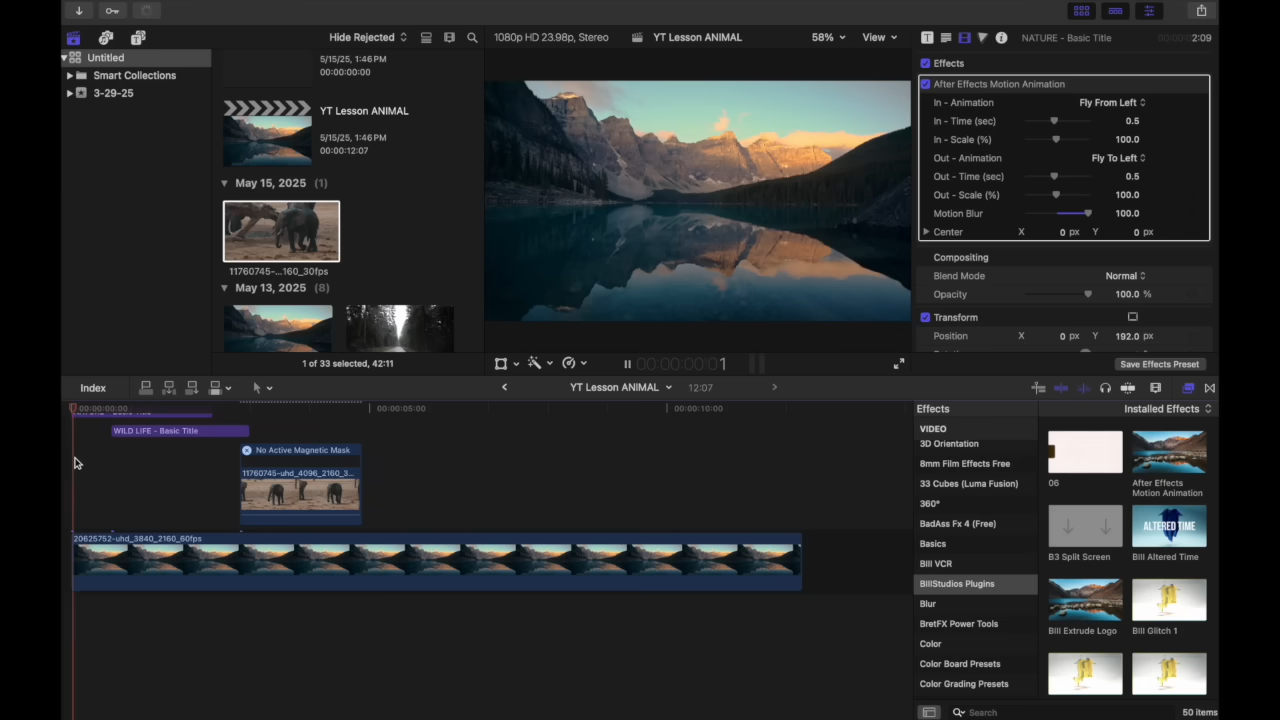 Hide Rejected
1080p HD 23.98p, Stereo
YT Lesson ANIMAL
58%
View
NATURE - Basic Title
2:09
Untitled
Smart Collections
3-29-25
5/15/25, 1:46 PM
00:00:00:00
YT Lesson ANIMAL
5/15/25, 1:46 PM
00:00:12:07
May 15, 2025 (1)
11760745-...160_30fps
May 13, 2025 (8)
1 of 33 selected, 42:11
Effects
After Effects Motion Animation
In - Animation Fly From Left
In - Time (sec) 0.5
In - Scale (%) 100.0
Out - Animation Fly To Left
Out - Time (sec) 0.5
Out - Scale (%) 100.0
Motion Blur 100.0
Center X 0 px Y 0 px
Compositing
Blend Mode Normal
Opacity 100.0 %
Transform
Position X 0 px Y 192.0 px
Save Effects Preset
00:00:00:01
Index
YT Lesson ANIMAL
12:07
00:00:00:00
00:00:05:00
00:00:10:00
WILD LIFE - Basic Title
No Active Magnetic Mask
11760745-uhd_4096_2160_3...
20625752-uhd_3840_2160_60fps
Effects
Installed Effects
VIDEO
3D Orientation
8mm Film Effects Free
33 Cubes (Luma Fusion)
360°
BadAss Fx 4 (Free)
Basics
BIII VCR
BIIIStudios Plugins
Blur
BretFX Power Tools
Color
Color Board Presets
Color Grading Presets
06
After Effects
Motion Animation
B3 Split Screen
ALTERED TIME
BIII Altered Time
BIII Extrude Logo
BIII Glitch 1
Search
50 items